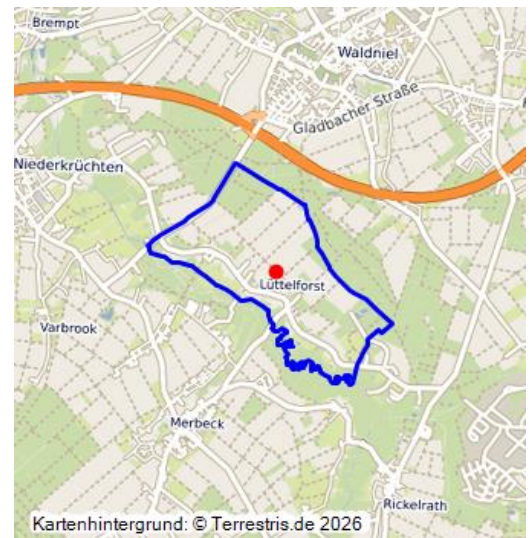 Brempt
Waldniel
Gladbacher Straße
Niederkrüchten
Lüttelforst
Varbrook
Merbeck
Rickelrath
Kartenhintergrund: © Terrestris.de 2026